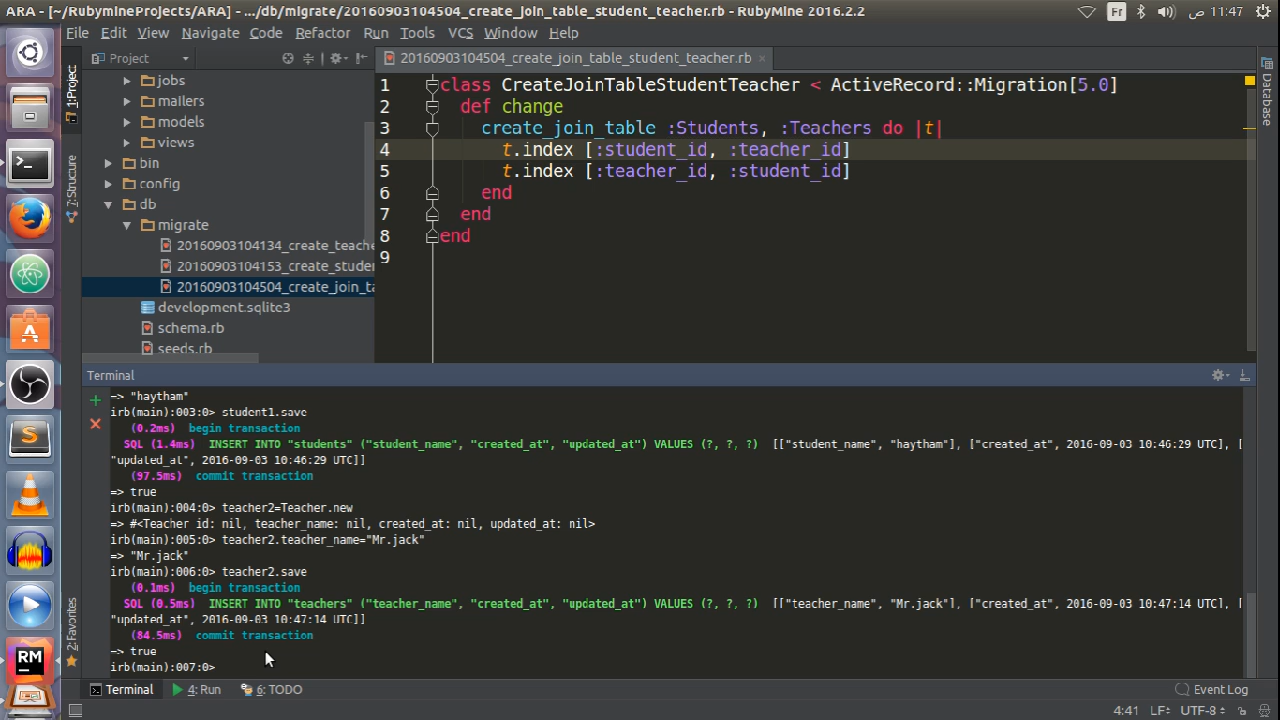 ARA - [~/RubymineProjects/ARA] - .../db/migrate/20160903104504_create_join_table_student_teacher.rb - RubyMine 2016.2.2
Fr
11:47 ص
File Edit View Navigate Code Refactor Run Tools VCS Window Help
1:Project
Project
20160903104504_create_join_table_student_teacher.rb
Database
jobs
mailers
models
views
bin
config
db
migrate
20160903104134_create_teache
20160903104153_create_studer
20160903104504_create_join_ta
development.sqlite3
schema.rb
seeds.rb
7:Structure
1 class CreateJoinTableStudentTeacher < ActiveRecord::Migration[5.0]
2 def change
3 create_join_table :Students, :Teachers do |t|
4 t.index [:student_id, :teacher_id]
5 t.index [:teacher_id, :student_id]
6 end
7 end
8 end
9
Terminal
=> "haytham"
irb(main):003:0> student1.save
(0.2ms) begin transaction
SQL (1.4ms) INSERT INTO "students" ("student_name", "created_at", "updated_at") VALUES (?, ?, ?) [["student_name", "haytham"], ["created_at", 2016-09-03 10:46:29 UTC], [
"updated_at", 2016-09-03 10:46:29 UTC]]
(97.5ms) commit transaction
=> true
irb(main):004:0> teacher2=Teacher.new
=> #<Teacher id: nil, teacher_name: nil, created_at: nil, updated_at: nil>
irb(main):005:0> teacher2.teacher_name="Mr.jack"
=> "Mr.jack"
irb(main):006:0> teacher2.save
(0.1ms) begin transaction
SQL (0.5ms) INSERT INTO "teachers" ("teacher_name", "created_at", "updated_at") VALUES (?, ?, ?) [["teacher_name", "Mr.jack"], ["created_at", 2016-09-03 10:47:14 UTC], [
"updated_at", 2016-09-03 10:47:14 UTC]]
(84.5ms) commit transaction
=> true
irb(main):007:0>
2:Favorites
RM
Terminal 4: Run 6: TODO Event Log
4:41 LF÷ UTF-8÷